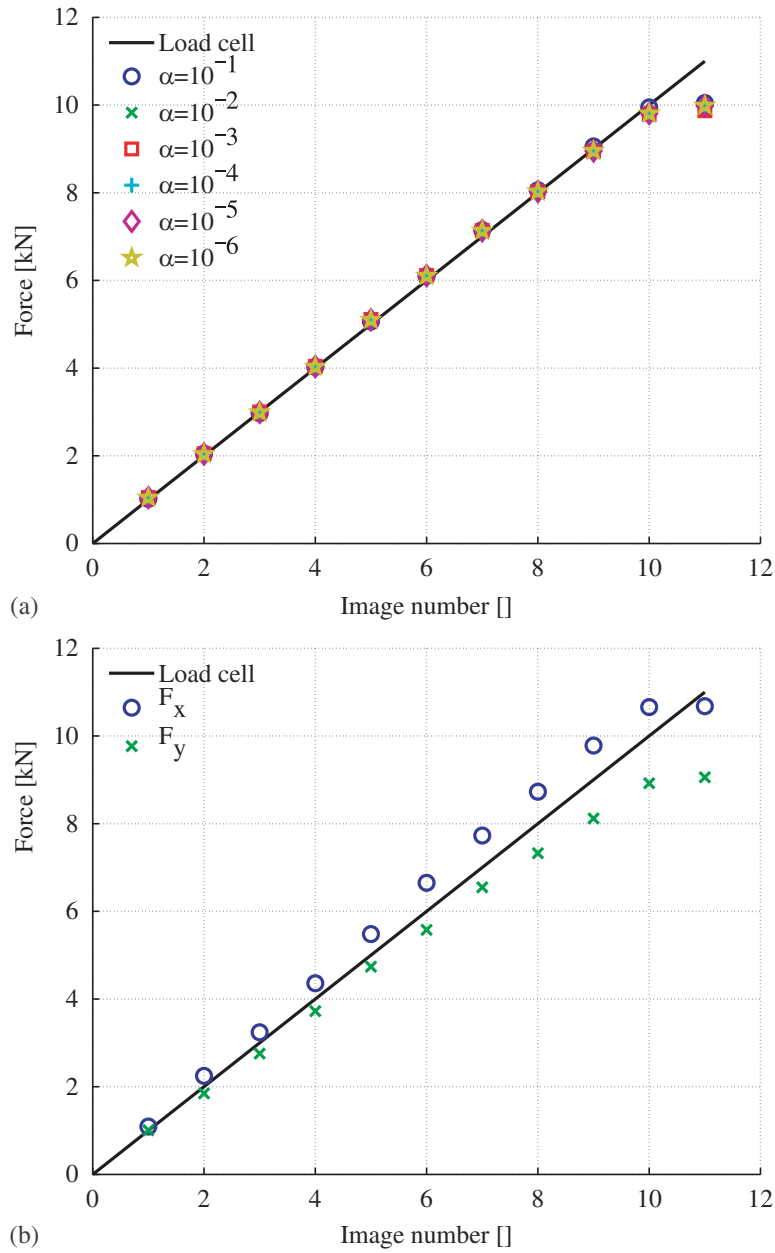 12
10
8
6
4
2
0
Force [kN]
Load cell
α=10⁻¹
α=10⁻²
α=10⁻³
α=10⁻⁴
α=10⁻⁵
α=10⁻⁶
0 2 4 6 8 10 12
(a) Image number []
12
10
8
6
4
2
0
Force [kN]
Load cell
F_x
F_y
0 2 4 6 8 10 12
(b) Image number []